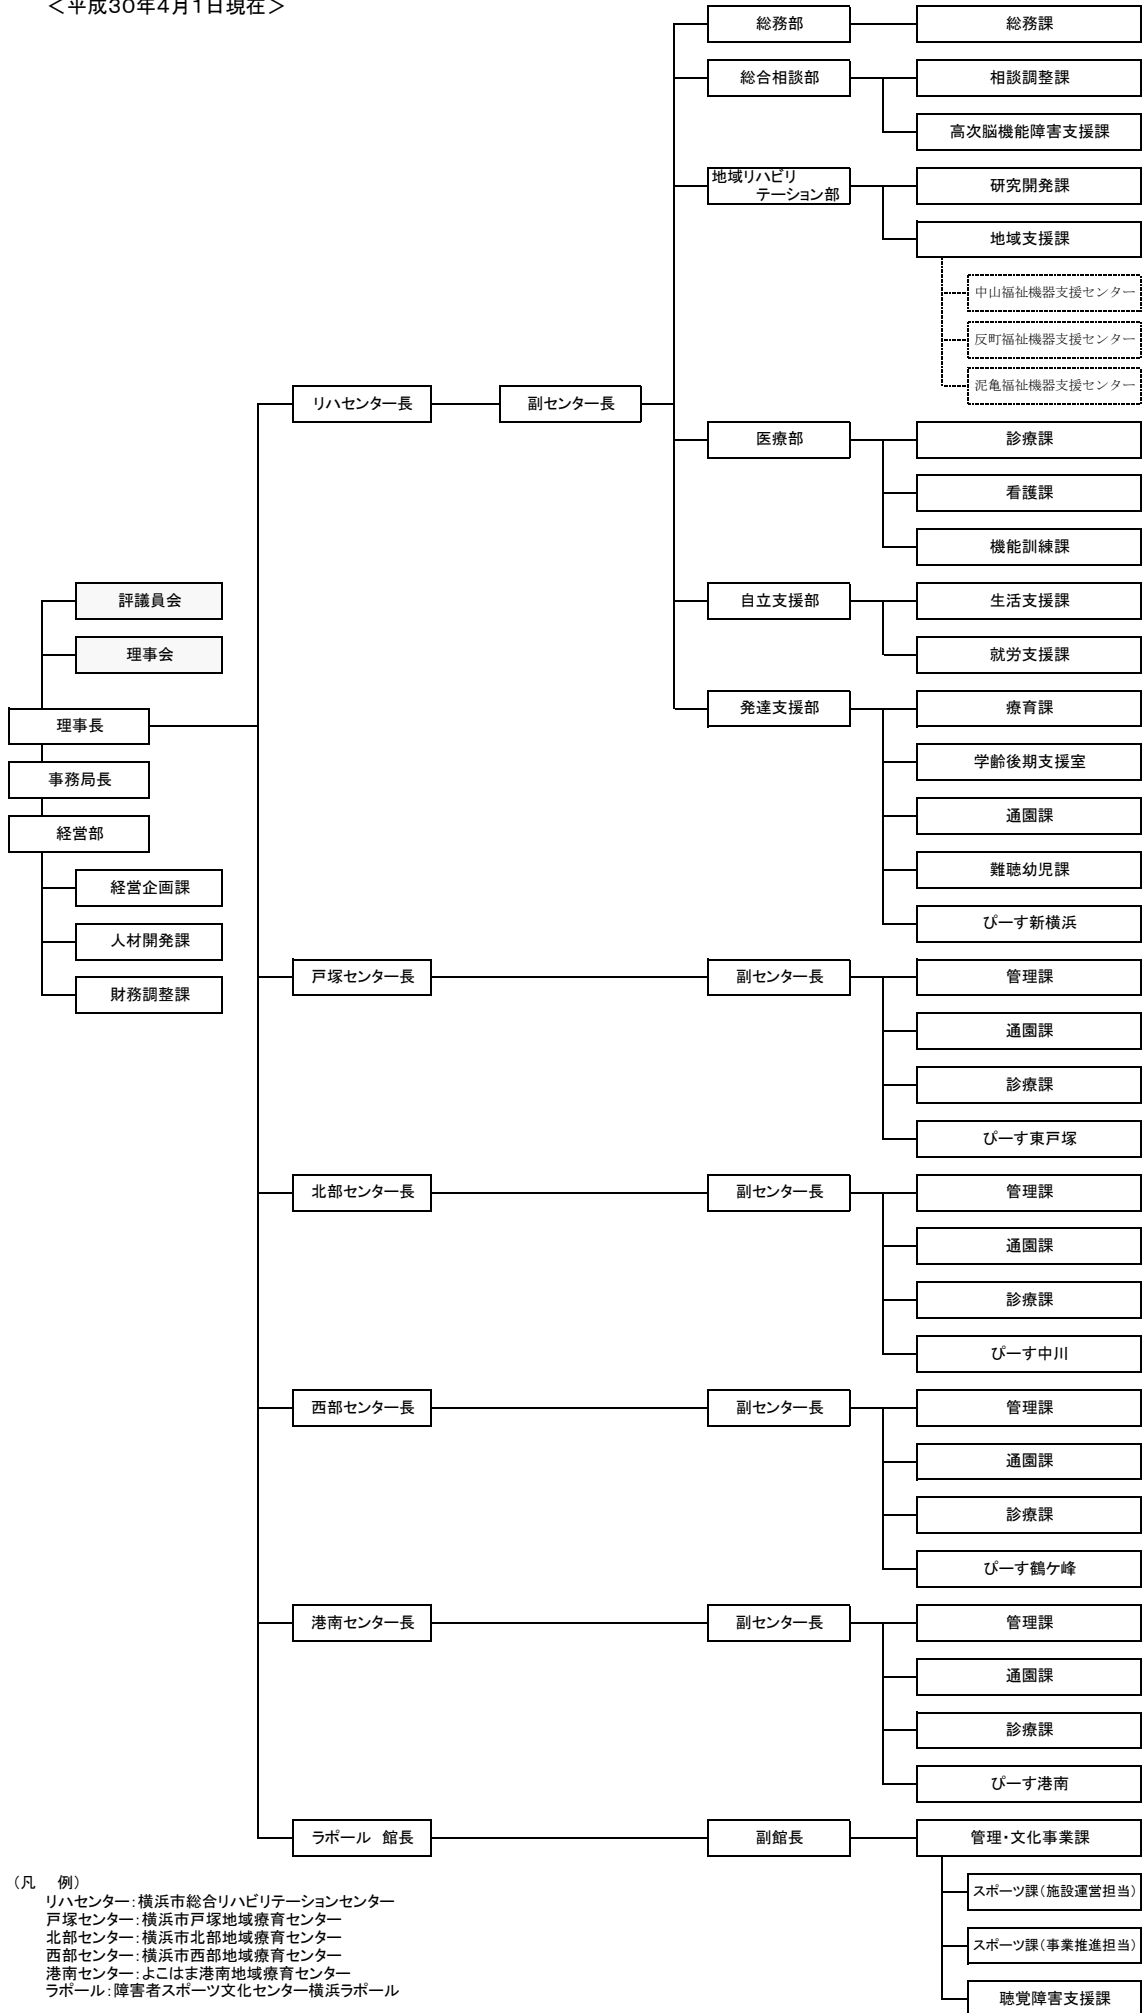 ＜平成30年4月1日現在＞
総務部
総務課
総合相談部
相談調整課
高次脳機能障害支援課
地域リハビリ
テーション部
研究開発課
地域支援課
中山福祉機器支援センター
反町福祉機器支援センター
泥亀福祉機器支援センター
リハセンター長
副センター長
医療部
診療課
看護課
機能訓練課
評議員会
理事会
自立支援部
生活支援課
就労支援課
理事長
事務局長
経営部
経営企画課
人材開発課
財務調整課
発達支援部
療育課
学齢後期支援室
通園課
難聴幼児課
ぴーす新横浜
戸塚センター長
副センター長
管理課
通園課
診療課
ぴーす東戸塚
北部センター長
副センター長
管理課
通園課
診療課
ぴーす中川
西部センター長
副センター長
管理課
通園課
診療課
ぴーす鶴ケ峰
港南センター長
副センター長
管理課
通園課
診療課
ぴーす港南
ラポール　館長
副館長
管理・文化事業課
スポーツ課（施設運営担当）
スポーツ課（事業推進担当）
聴覚障害支援課
（凡　例）
リハセンター：横浜市総合リハビリテーションセンター
戸塚センター：横浜市戸塚地域療育センター
北部センター：横浜市北部地域療育センター
西部センター：横浜市西部地域療育センター
港南センター：よこはま港南地域療育センター
ラポール：障害者スポーツ文化センター横浜ラポール